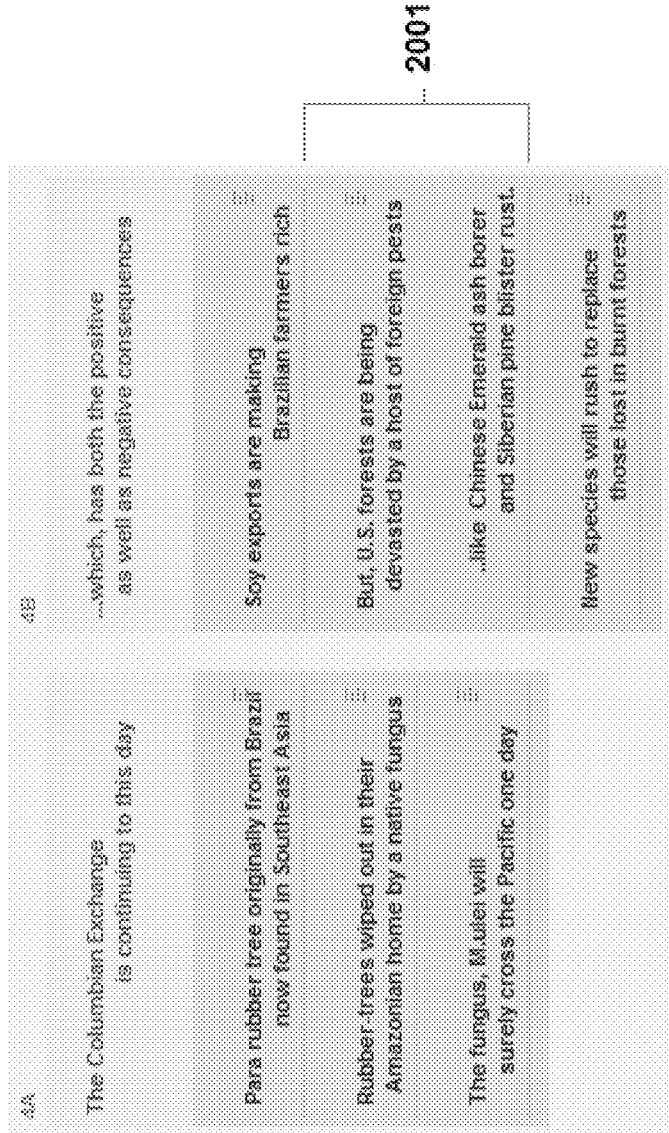 4A
The Columbian Exchange
is continuing to this day
Para rubber tree originally from Brazil
now found in Southeast Asia
Rubber-trees wiped out in their
Amazonian home by a native fungus
The fungus, M.ulei will
surely cross the Pacific one day
4B
...which, has both the positive
as well as negative consequences
Soy exports are making
Brazilian farmers rich
But, U.S. forests are being
devasted by a host of foreign pests
...like Chinese Emerald ash borer
and Siberian pine blister rust.
New species will rush to replace
those lost in burnt forests
2001